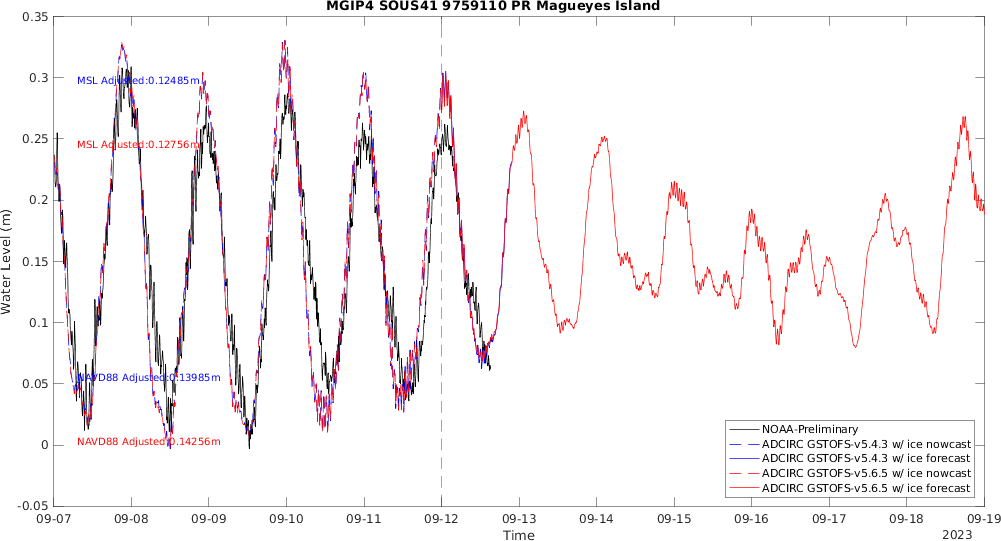 MGIP4 SOUS41 9759110 PR Magueyes Island
0.35
0.3
0.25
0.2
0.15
0.1
0.05
0
-0.05
Water Level (m)
MSL Adjusted:0.12485m
MSL Adjusted:0.12756m
NAVD88 Adjusted:0.13985m
NAVD88 Adjusted:0.14256m
NOAA-Preliminary
ADCIRC GSTOFS-v5.4.3 w/ ice nowcast
ADCIRC GSTOFS-v5.4.3 w/ ice forecast
ADCIRC GSTOFS-v5.6.5 w/ ice nowcast
ADCIRC GSTOFS-v5.6.5 w/ ice forecast
09-07 09-08 09-09 09-10 09-11 09-12 09-13 09-14 09-15 09-16 09-17 09-18 09-19
Time
2023